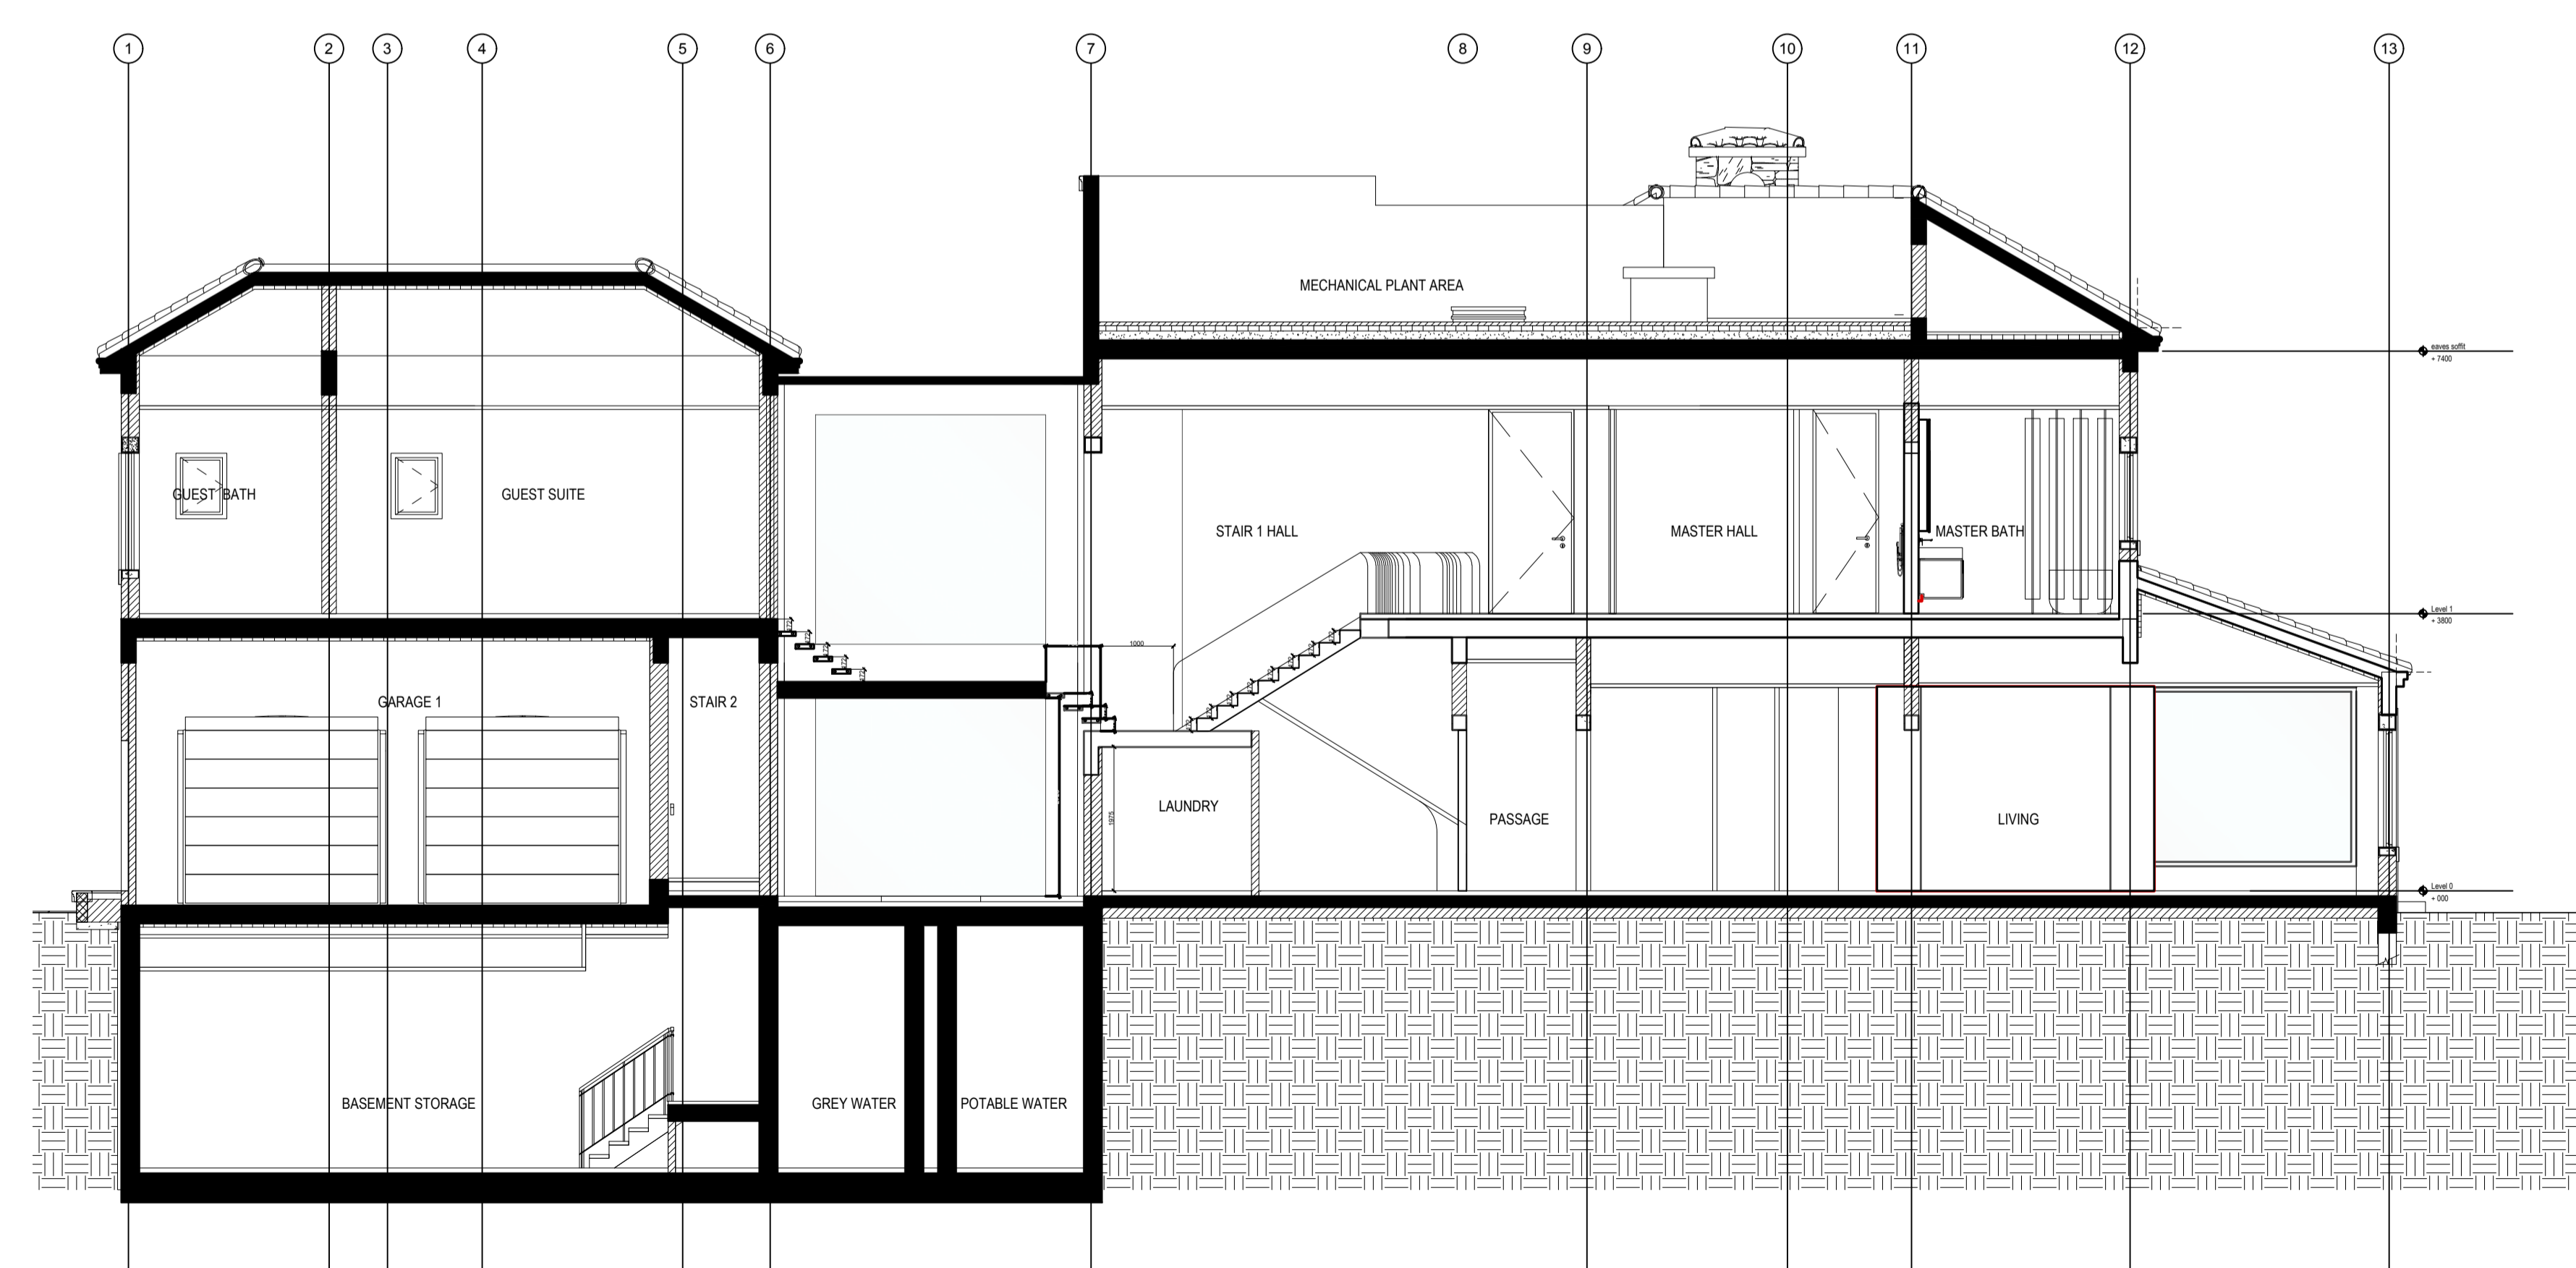 1 2 3 4 5 6 7 8 9 10 11 12 13
MECHANICAL PLANT AREA
eaves soffit
+ 7400
GUEST BATH
GUEST SUITE
STAIR 1 HALL
MASTER HALL
MASTER BATH
Level 1
+ 3800
1000
GARAGE 1
STAIR 2
LAUNDRY
1975
PASSAGE
LIVING
Level 0
+ 000
BASEMENT STORAGE
GREY WATER
POTABLE WATER